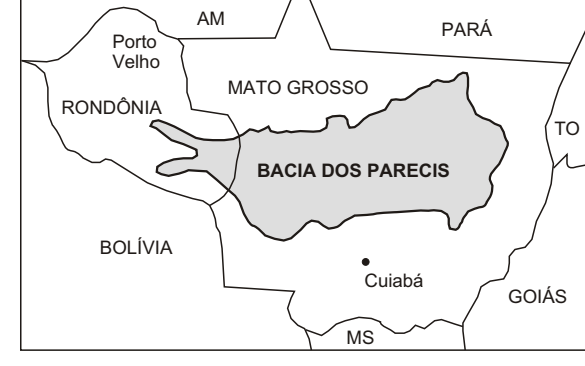 AM
PARÁ
Porto
Velho
MATO GROSSO
RONDÔNIA
TO
BACIA DOS PARECIS
BOLÍVIA
Cuiabá
GOIÁS
MS